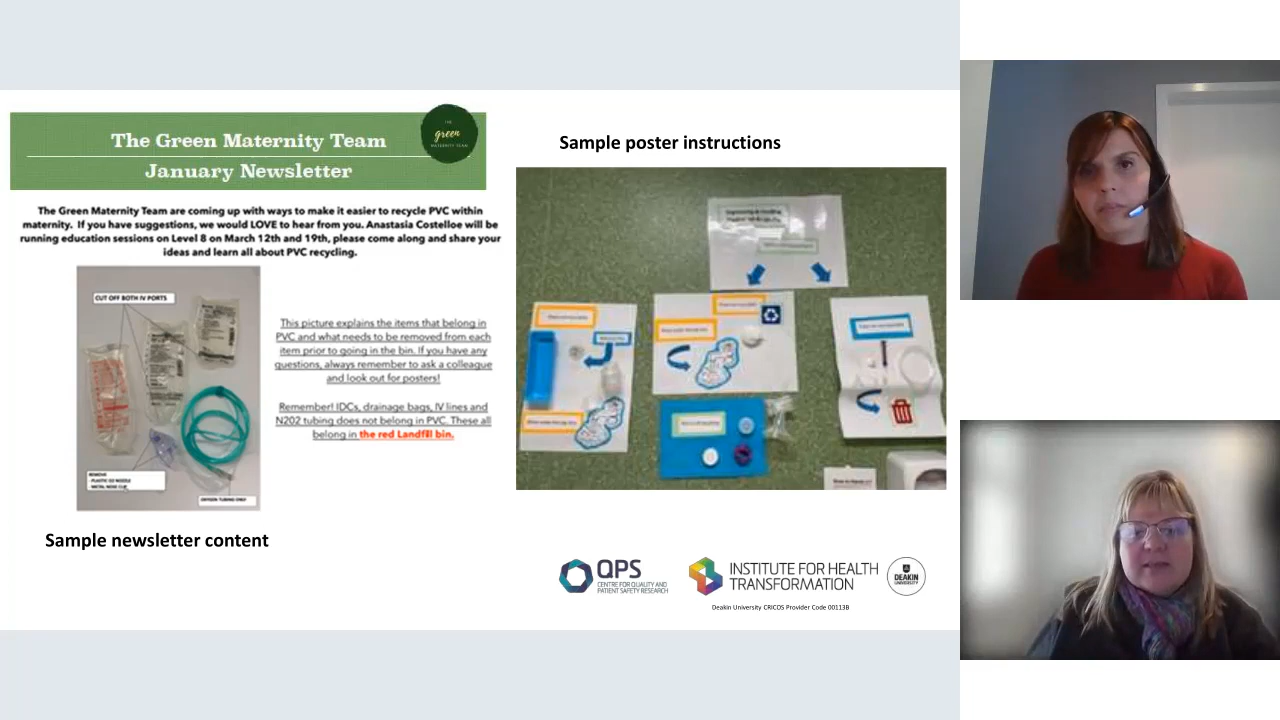 The Green Maternity Team
January Newsletter
THE
green
MATERNITY TEAM
The Green Maternity Team are coming up with ways to make it easier to recycle PVC within
maternity. If you have suggestions, we would LOVE to hear from you. Anastasia Costelloe will be
running education sessions on Level 8 on March 12th and 19th, please come along and share your
ideas and learn all about PVC recycling.
CUT OFF BOTH IV PORTS
REMOVE
- PLASTIC O2 NOZZLE
- METAL NOSE CLIP
OXYGEN TUBING ONLY
This picture explains the items that belong in
PVC and what needs to be removed from each
item prior to going in the bin. If you have any
questions, always remember to ask a colleague
and look out for posters!
Remember! IDCs, drainage bags, IV lines and
N202 tubing does not belong in PVC. These all
belong in the red Landfill bin.
Sample newsletter content
Sample poster instructions
QPS
CENTRE FOR QUALITY AND
PATIENT SAFETY RESEARCH
INSTITUTE FOR HEALTH
TRANSFORMATION
DEAKIN
UNIVERSITY
Deakin University CRICOS Provider Code 00113B